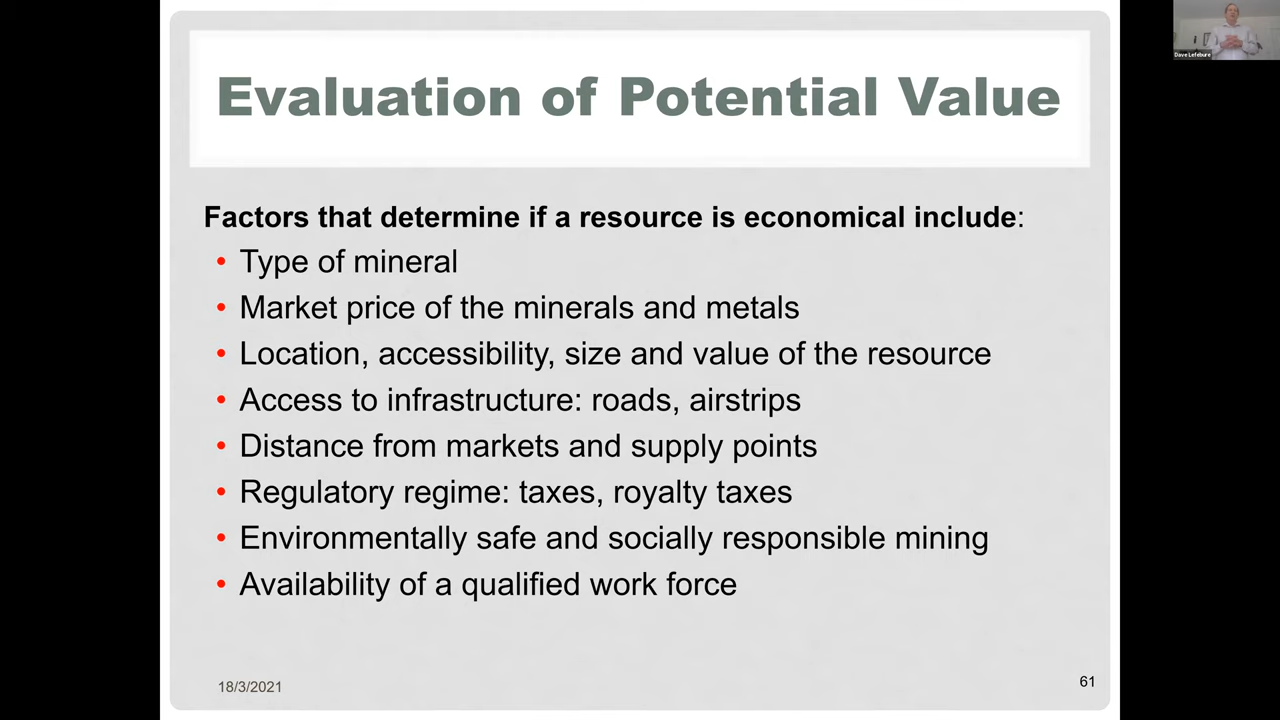 Dave Lefebure
Evaluation of Potential Value
Factors that determine if a resource is economical include:
• Type of mineral
• Market price of the minerals and metals
• Location, accessibility, size and value of the resource
• Access to infrastructure: roads, airstrips
• Distance from markets and supply points
• Regulatory regime: taxes, royalty taxes
• Environmentally safe and socially responsible mining
• Availability of a qualified work force
18/3/2021
61